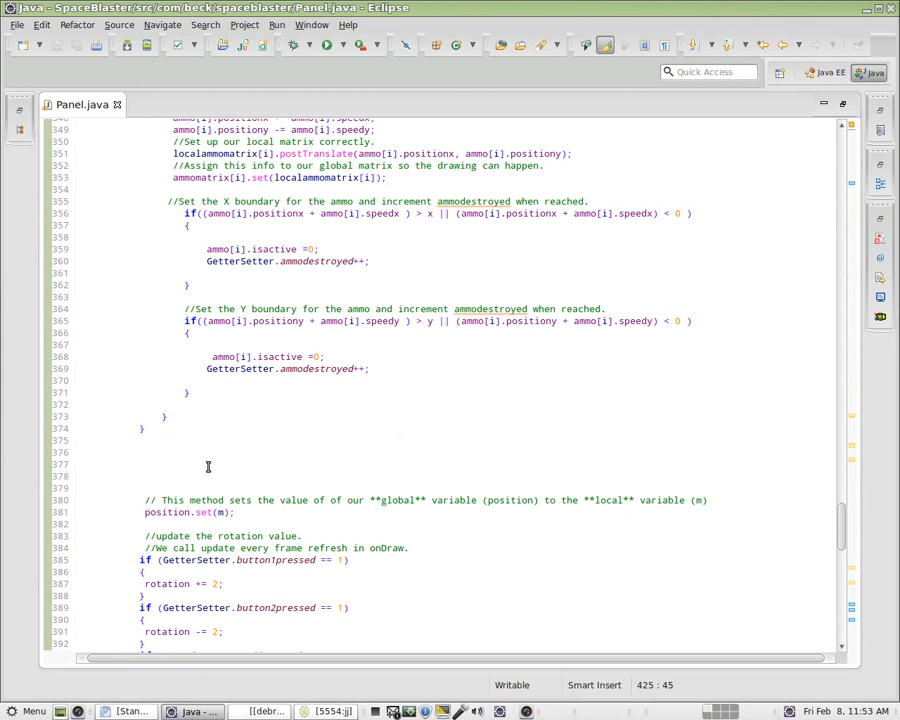 Java - SpaceBlaster/src/com/beck/spaceblaster/Panel.java - Eclipse
File Edit Refactor Source Navigate Search Project Run Window Help
Quick Access
Java EE
Java
Panel.java
349 ammo[i].positiony -= ammo[i].speedy;
350 //Set up our local matrix correctly.
351 localammomatrix[i].postTranslate(ammo[i].positionx, ammo[i].positiony);
352 //Assign this info to our global matrix so the drawing can happen.
353 ammomatrix[i].set(localammomatrix[i]);
354
355 //Set the X boundary for the ammo and increment ammodestroyed when reached.
356 if((ammo[i].positionx + ammo[i].speedx ) > x || (ammo[i].positionx + ammo[i].speedx) < 0 )
357 {
358
359 ammo[i].isactive =0;
360 GetterSetter.ammodestroyed++;
361
362 }
363
364 //Set the Y boundary for the ammo and increment ammodestroyed when reached.
365 if((ammo[i].positiony + ammo[i].speedy ) > y || (ammo[i].positiony + ammo[i].speedy) < 0 )
366 {
367
368 ammo[i].isactive =0;
369 GetterSetter.ammodestroyed++;
370
371 }
372
373 }
374 }
375
376
377
378
379
380 // This method sets the value of of our **global** variable (position) to the **local** variable (m)
381 position.set(m);
382
383 //update the rotation value.
384 //We call update every frame refresh in onDraw.
385 if (GetterSetter.button1pressed == 1)
386 {
387 rotation += 2;
388 }
389 if (GetterSetter.button2pressed == 1)
390 {
391 rotation -= 2;
392 }
Writable Smart Insert 425 : 45
Menu [Stan... Java - ... [[debr... [5554:jj] Fri Feb 8, 11:53 AM